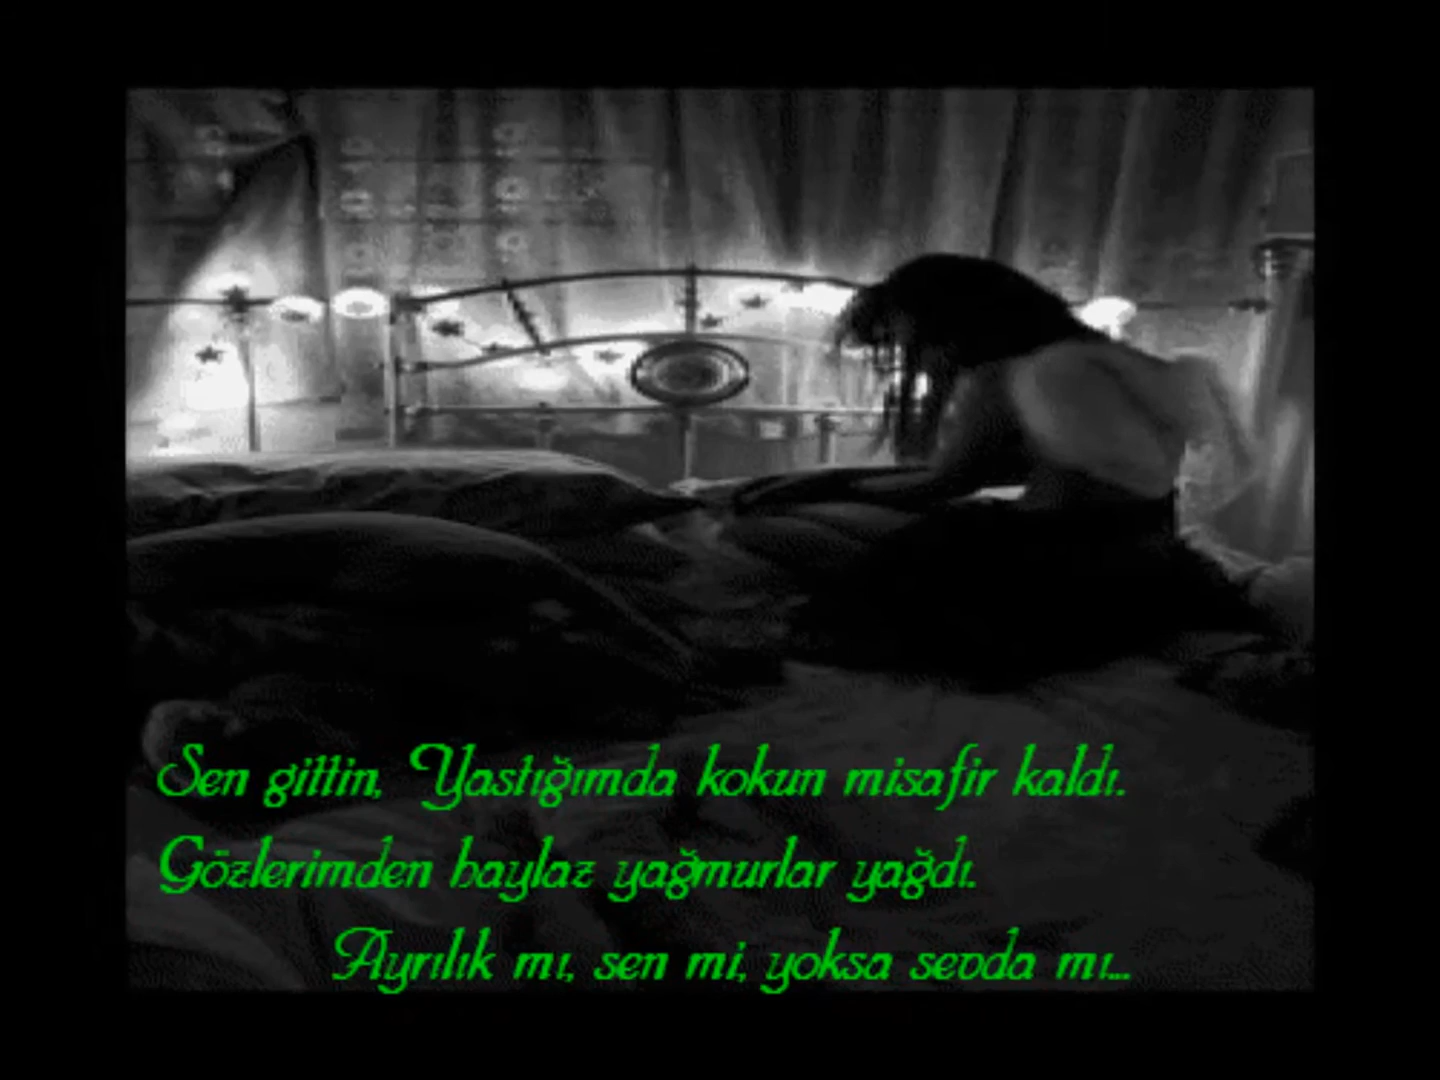 Sen gittin, Yastığımda kokun misafir kaldı.
Gözlerimden haylaz yağmurlar yağdı.
Ayrılık mı, sen mi, yoksa sevda mı...